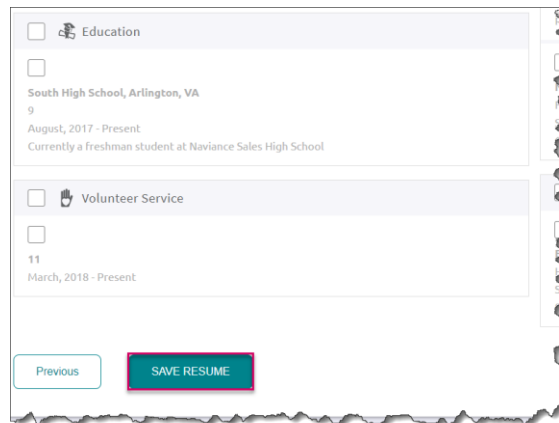 Education
South High School, Arlington, VA
9
August, 2017 - Present
Currently a freshman student at Naviance Sales High School
Volunteer Service
11
March, 2018 - Present
Previous
SAVE RESUME